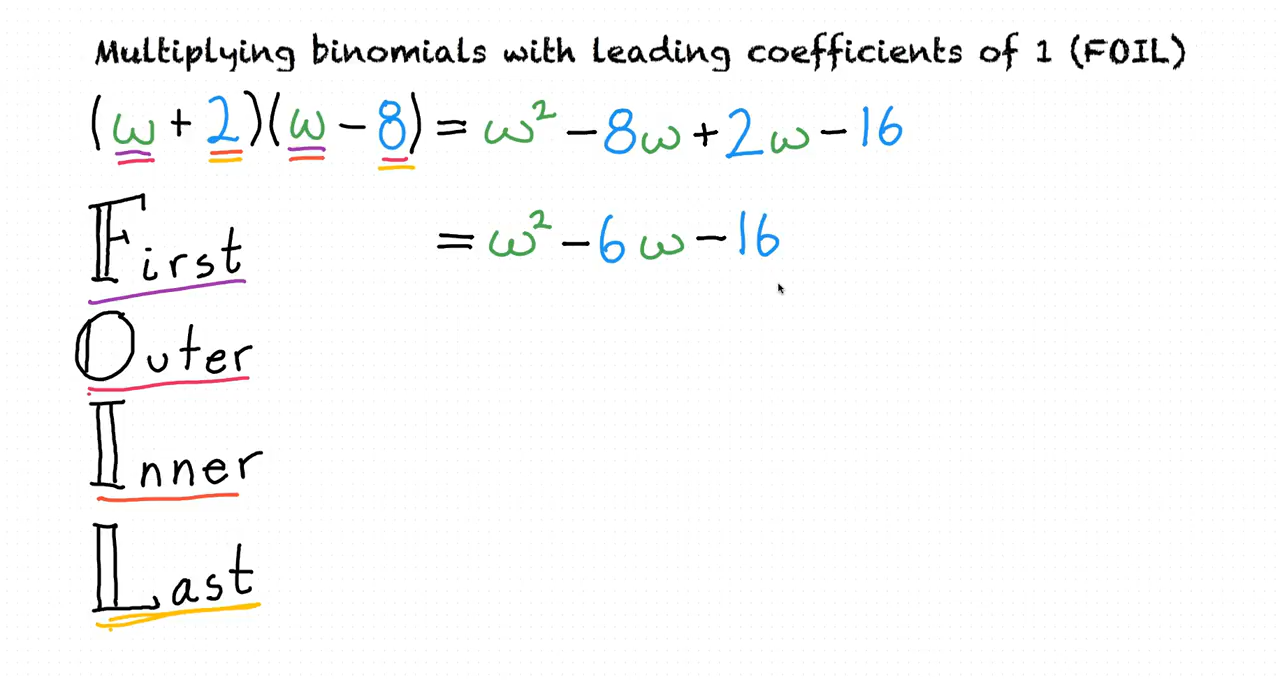 Multiplying binomials with leading coefficients of 1 (FOIL)
(w + 2)(w - 8) = w² - 8w + 2w - 16
= w² - 6w - 16
First
Outer
Inner
Last